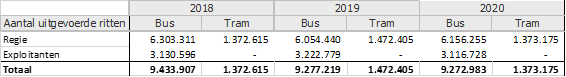 2018 2019 2020
Aantal uitgevoerde ritten Bus Tram Bus Tram Bus Tram
Regie 6.303.311 1.372.615 6.054.440 1.472.405 6.156.255 1.373.175
Exploitanten 3.130.596 - 3.222.779 - 3.116.728 -
Totaal 9.433.907 1.372.615 9.277.219 1.472.405 9.272.983 1.373.175